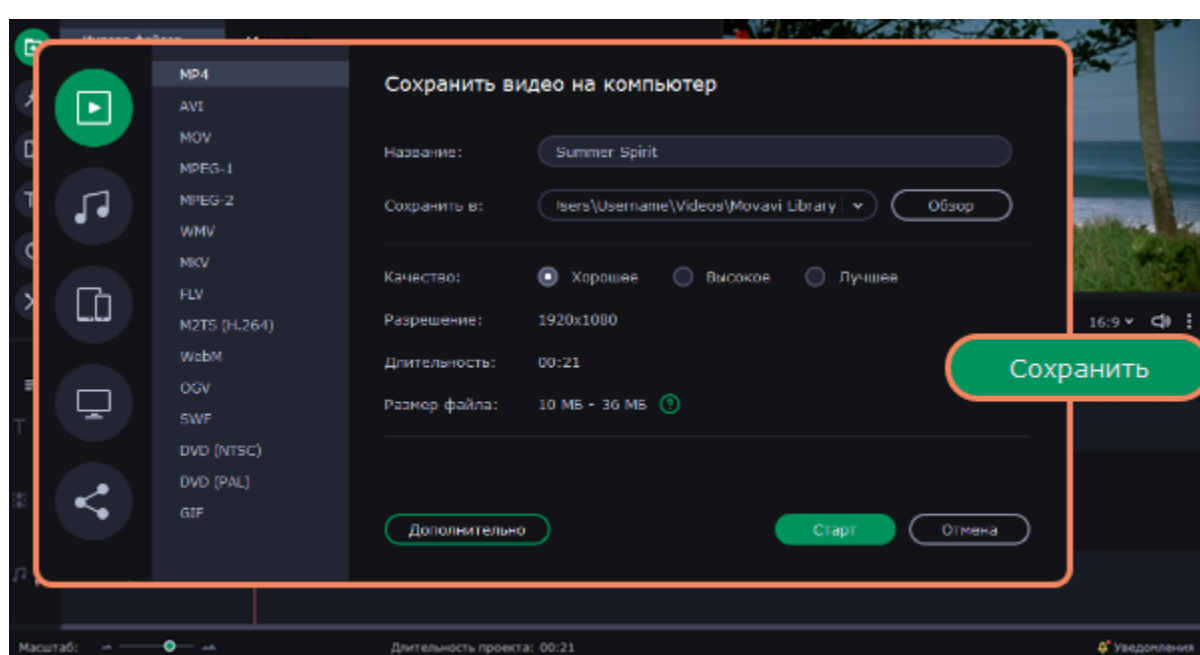 MP4
AVI
MOV
MPEG-1
MPEG-2
WMV
MKV
FLV
M2TS (H.264)
WebM
OGV
SWF
DVD (NTSC)
DVD (PAL)
GIF
Сохранить видео на компьютер
Название: Summer Spirit
Сохранить в: Isers\Username\Videos\Movavi Library Обзор
Качество: Хорошее Высокое Лучшее
Разрешение: 1920x1080
Длительность: 00:21
Размер файла: 10 МБ - 36 МБ ?
Дополнительно Старт Отмена
16:9
Сохранить
Масштаб: Длительность проекта: 00:21 Уведомления